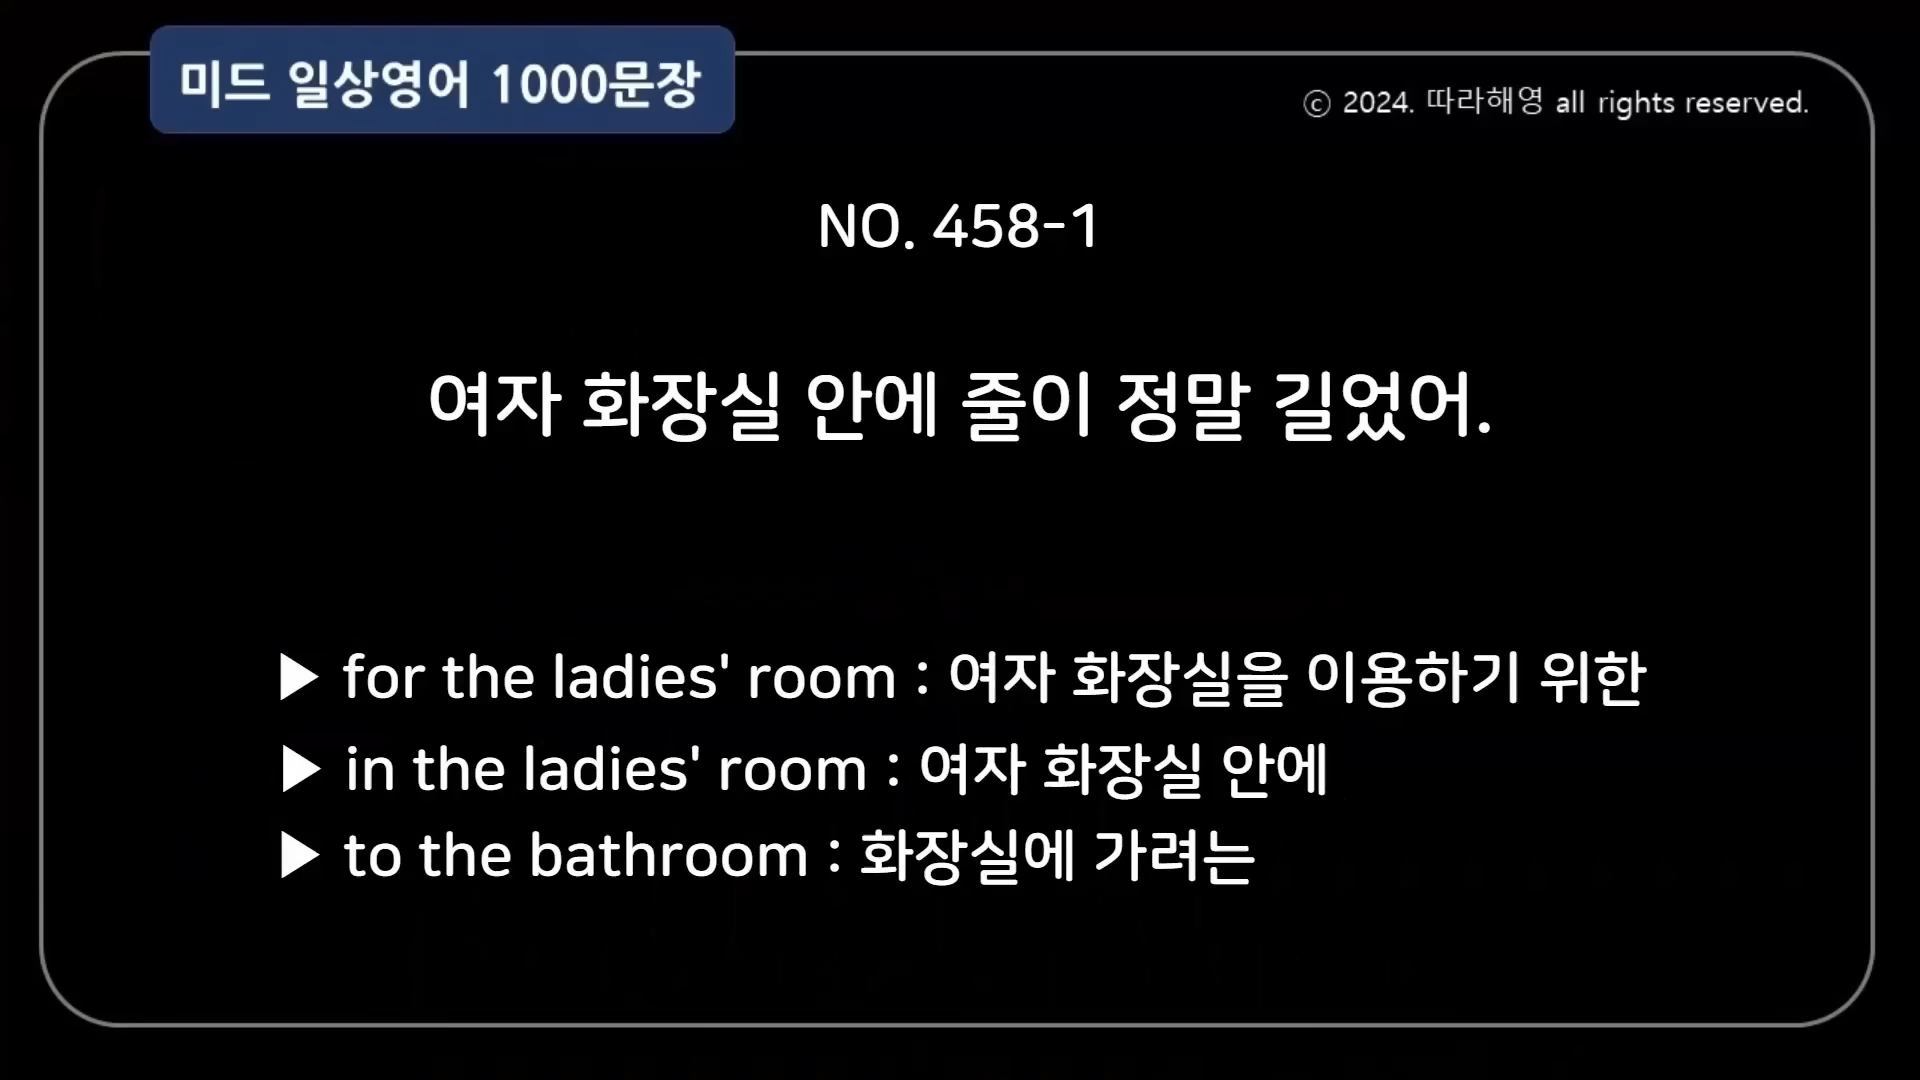 미드 일상영어 1000문장
ⓒ 2024. 따라해영 all rights reserved.
NO. 458-1
여자 화장실 안에 줄이 정말 길었어.
▶ for the ladies' room : 여자 화장실을 이용하기 위한
▶ in the ladies' room : 여자 화장실 안에
▶ to the bathroom : 화장실에 가려는